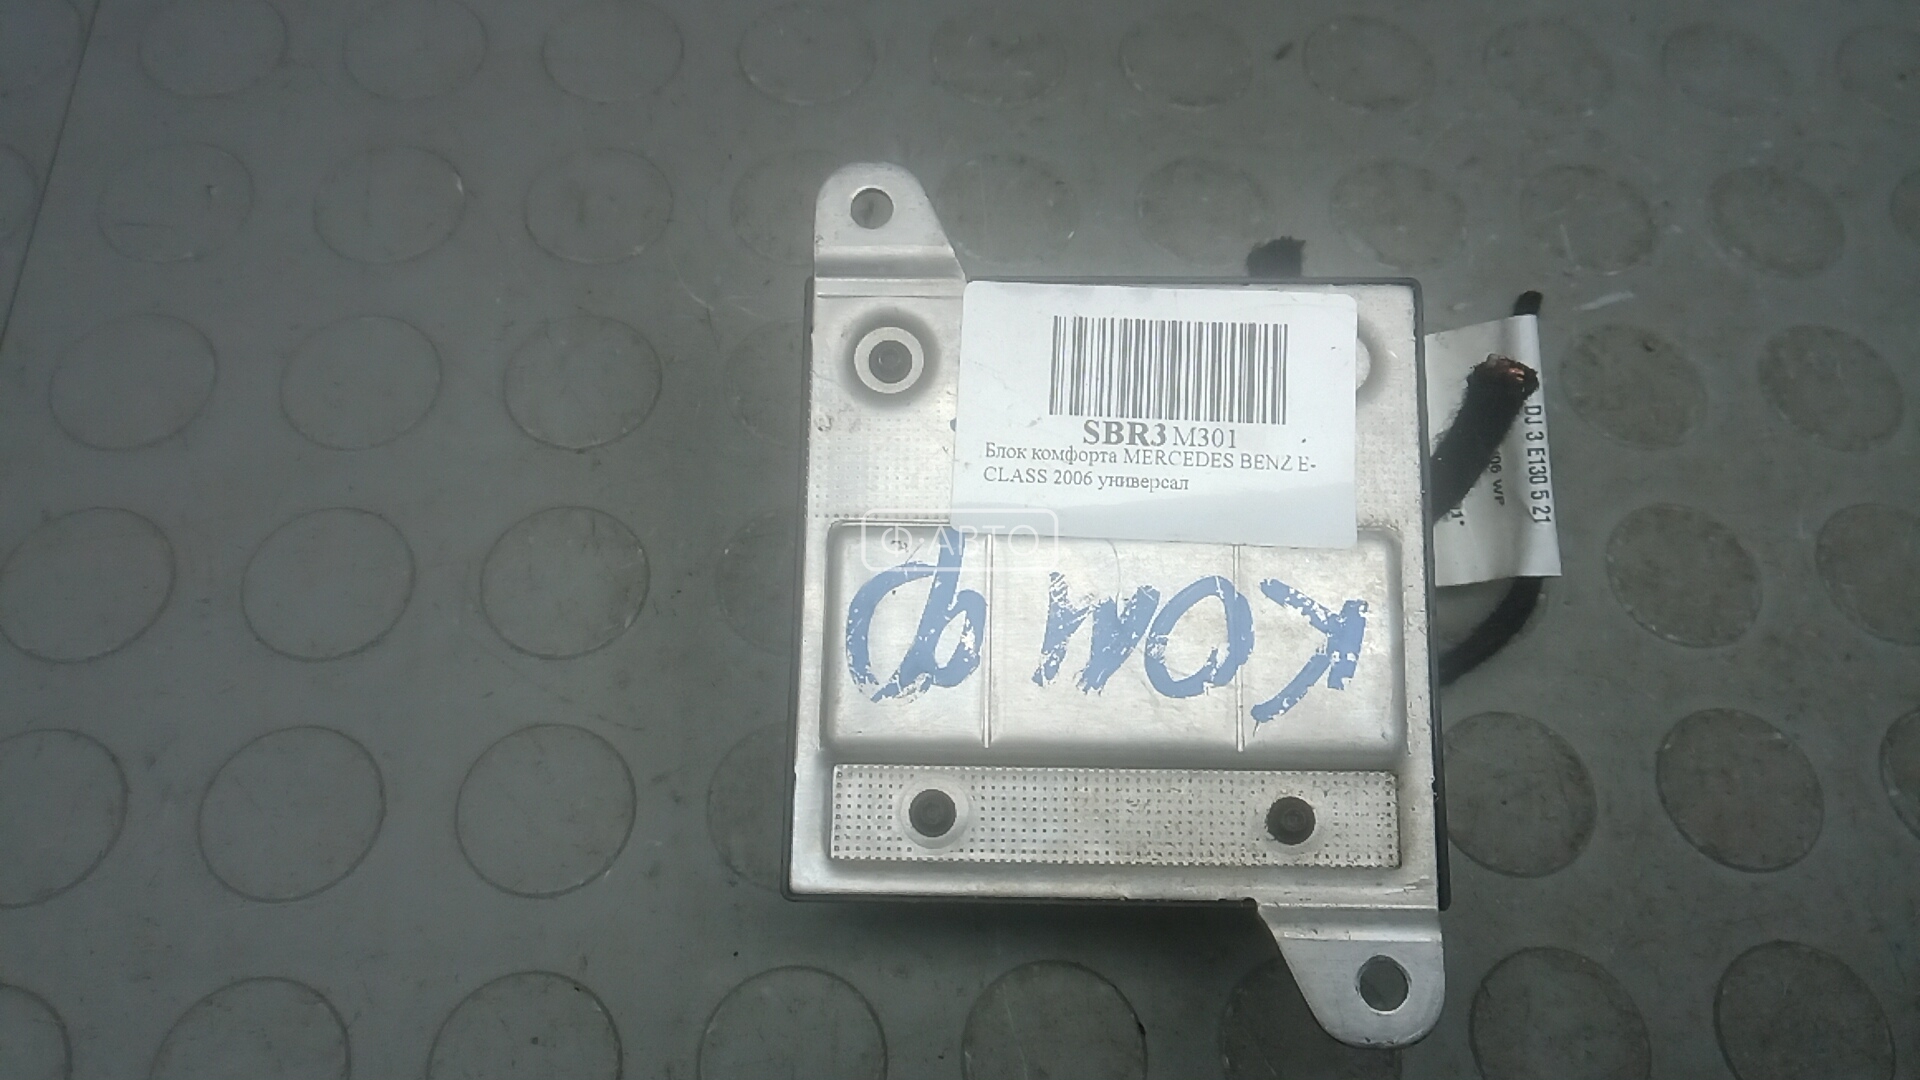 SBR3 M301
Блок комфорта MERCEDES BENZ E-
CLASS 2006 универсал
Ф·АВТО
КОМФ
DJ 3 E130 5 21